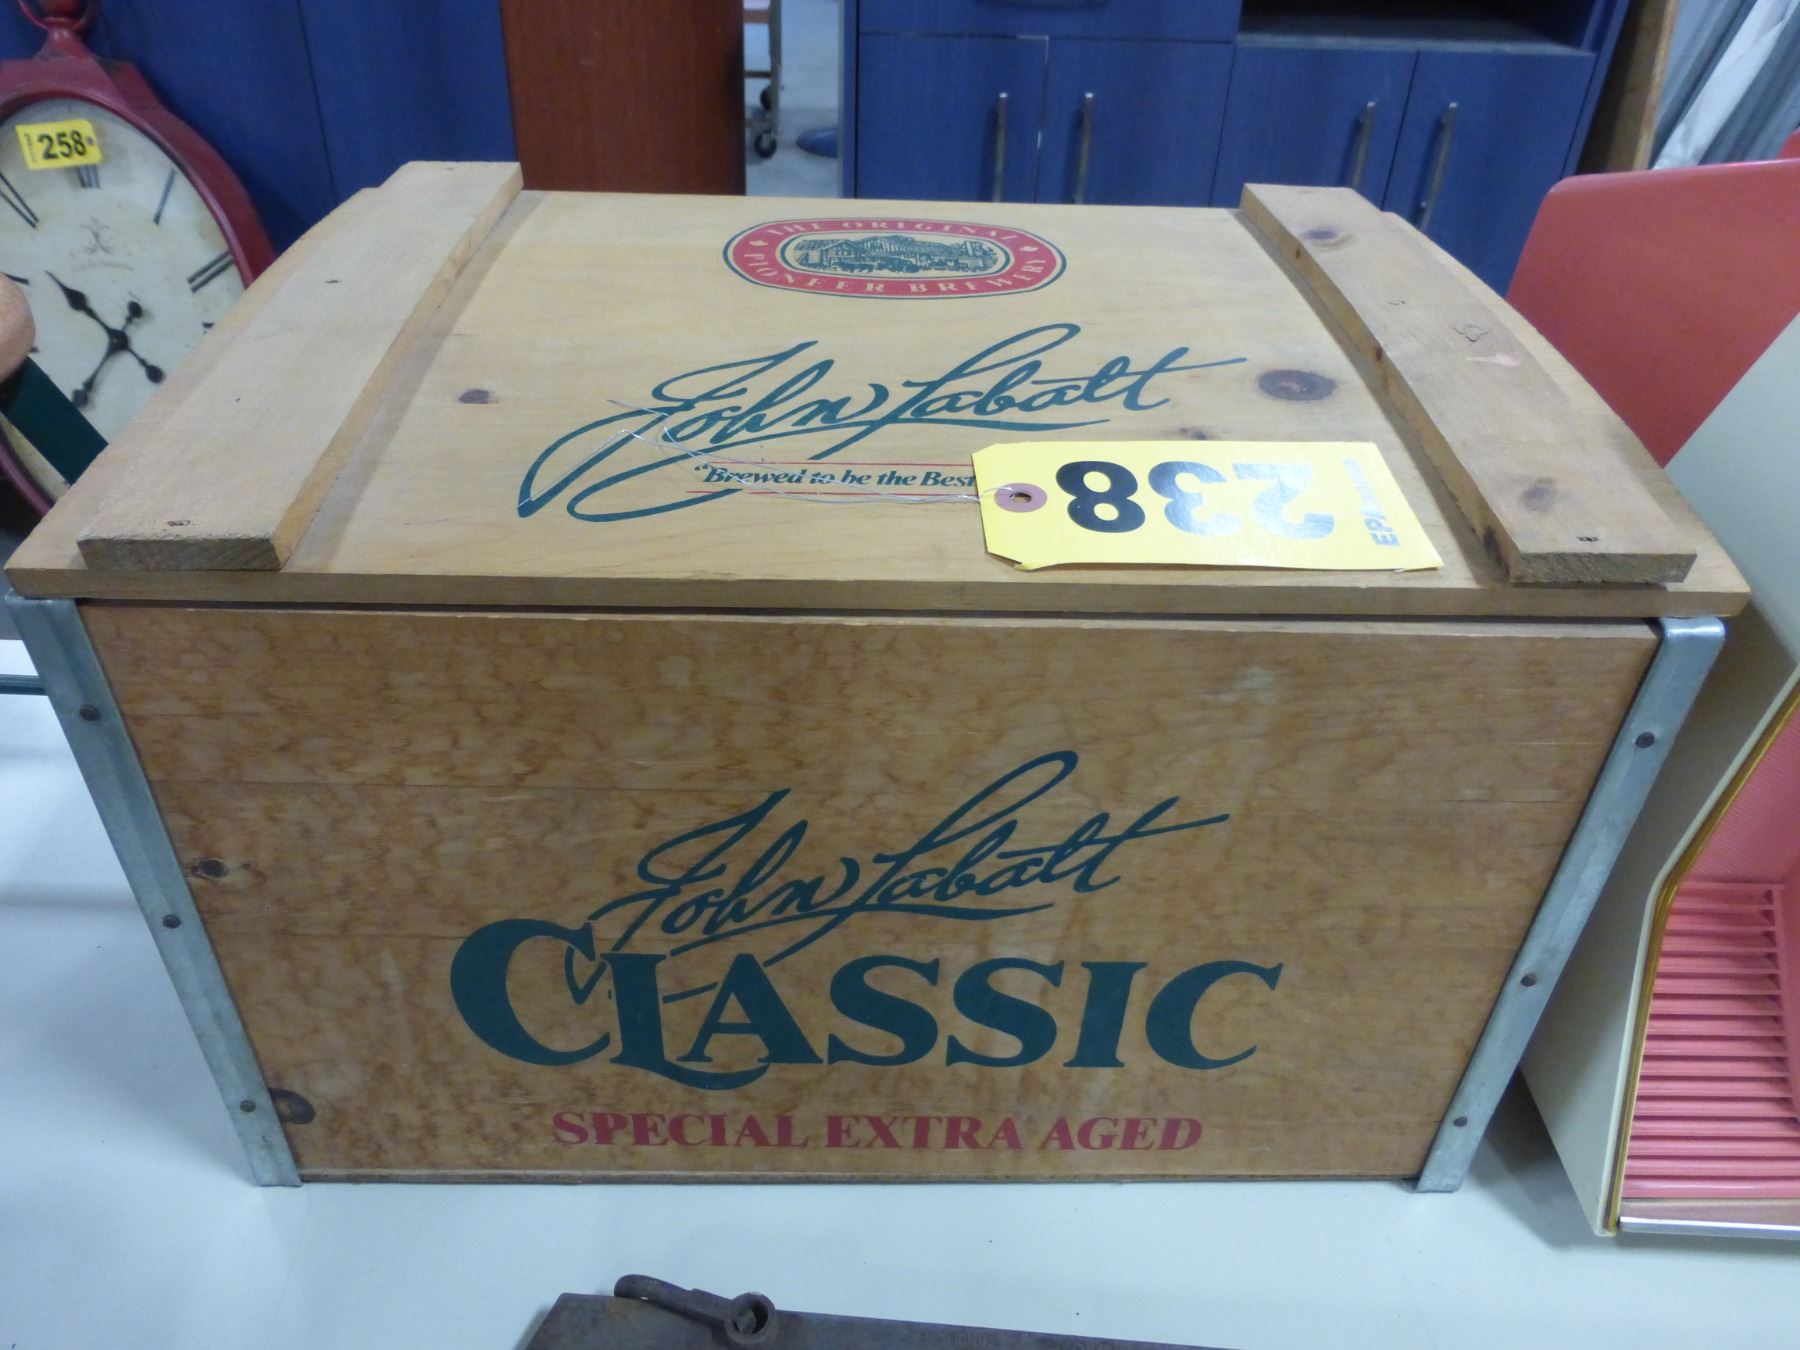 258
THE ORIGINAL
PIONEER BREWERY
John Labatt
"Brewed to be the Best
238
John Labatt
CLASSIC
SPECIAL EXTRA AGED